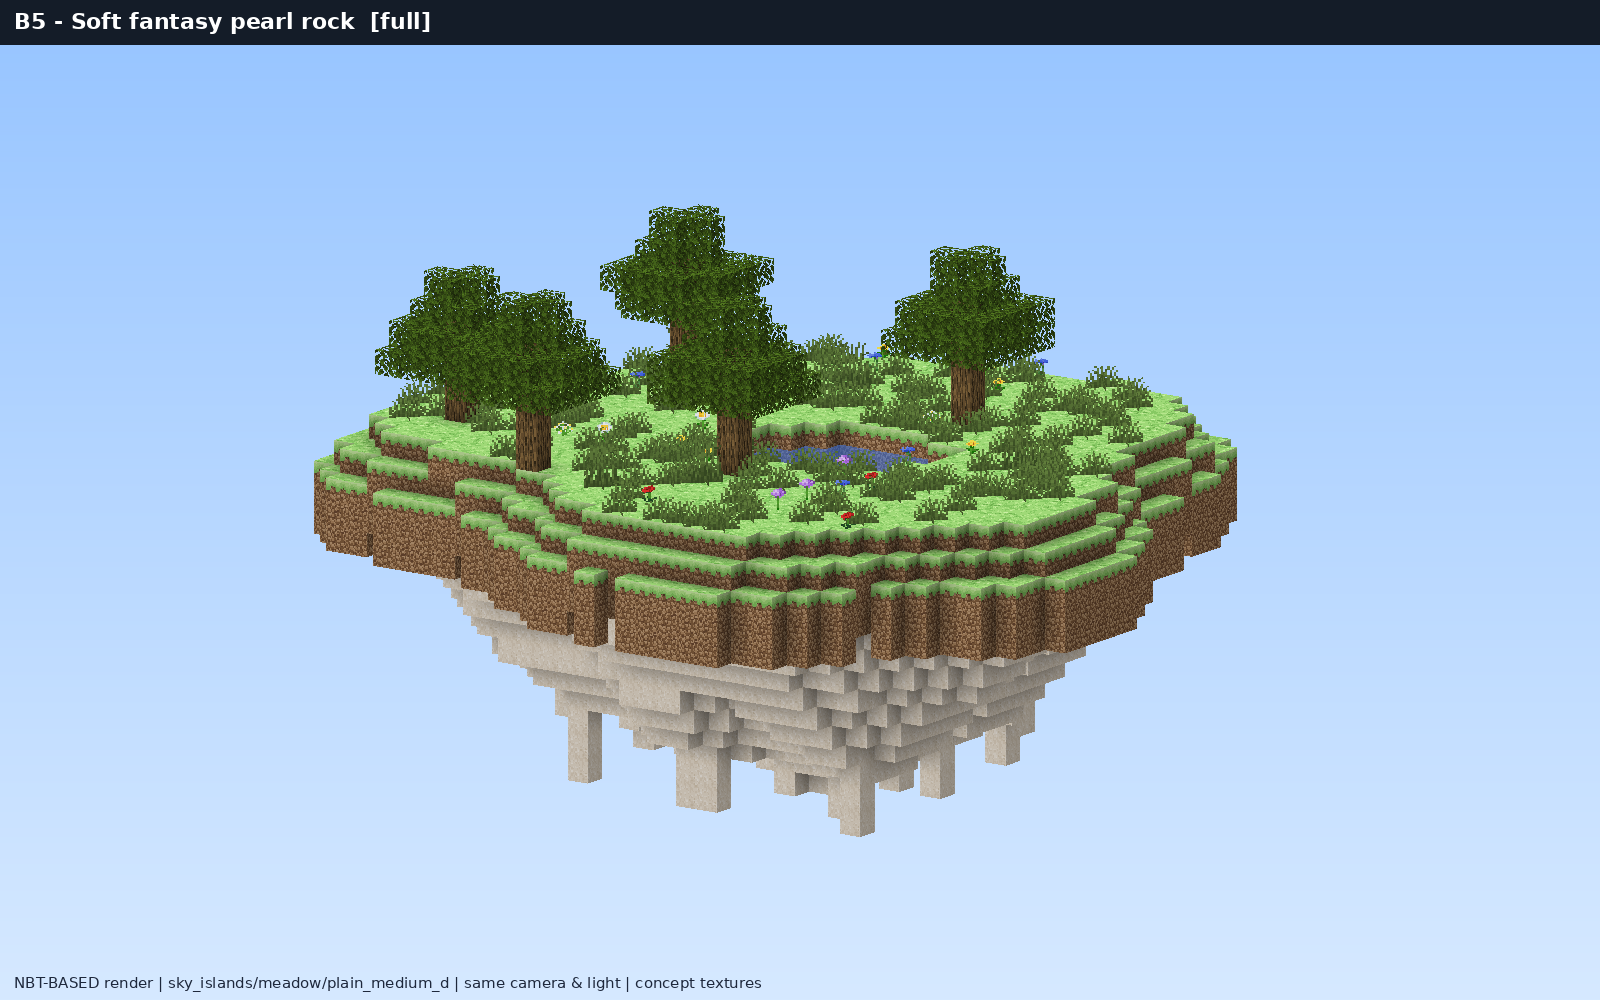 B5 - Soft fantasy pearl rock  [full]
NBT-BASED render | sky_islands/meadow/plain_medium_d | same camera & light | concept textures